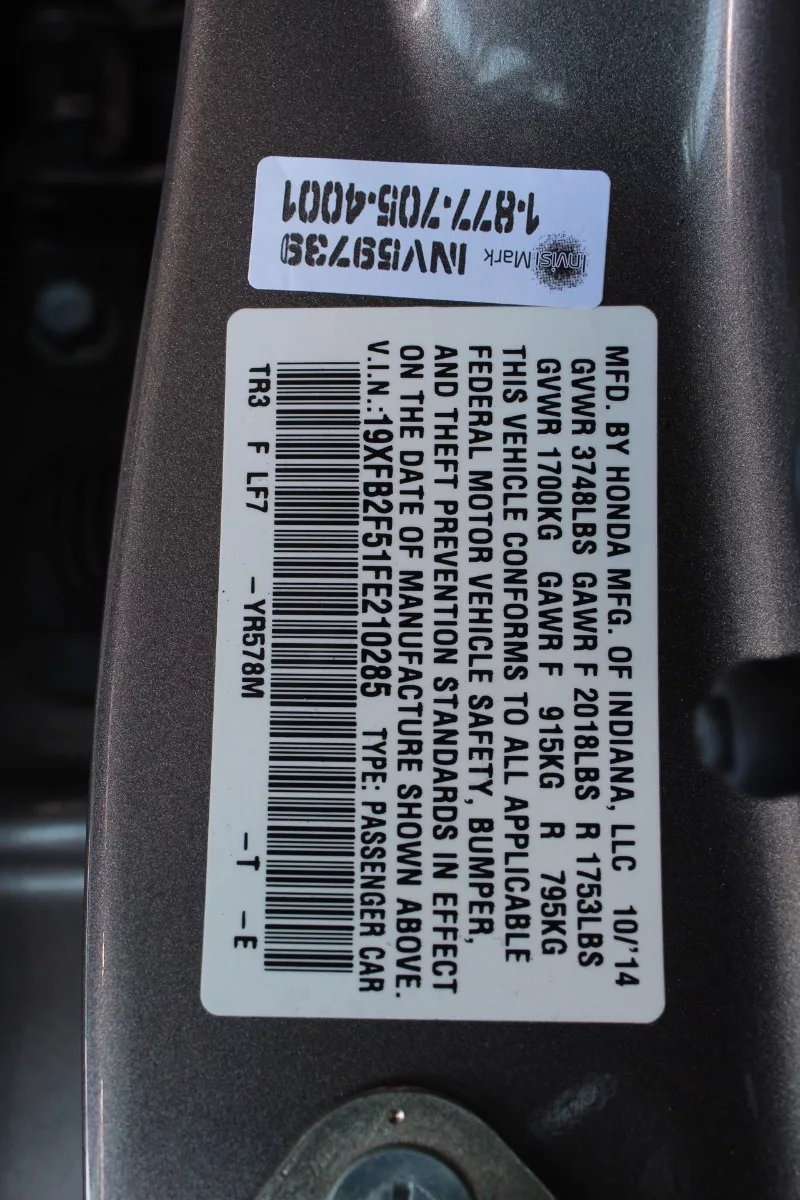 InvisiMark
INV59739
1-877-705-4001
MFD. BY HONDA MFG. OF INDIANA, LLC 10/'14
GVWR 3748LBS GAWR F 2018LBS R 1753LBS
GVWR 1700KG GAWR F 915KG R 795KG
THIS VEHICLE CONFORMS TO ALL APPLICABLE
FEDERAL MOTOR VEHICLE SAFETY, BUMPER,
AND THEFT PREVENTION STANDARDS IN EFFECT
ON THE DATE OF MANUFACTURE SHOWN ABOVE.
V.I.N.:19XFB2F51FE210285 TYPE: PASSENGER CAR
TR3 F LF7 -YR578M -T -E